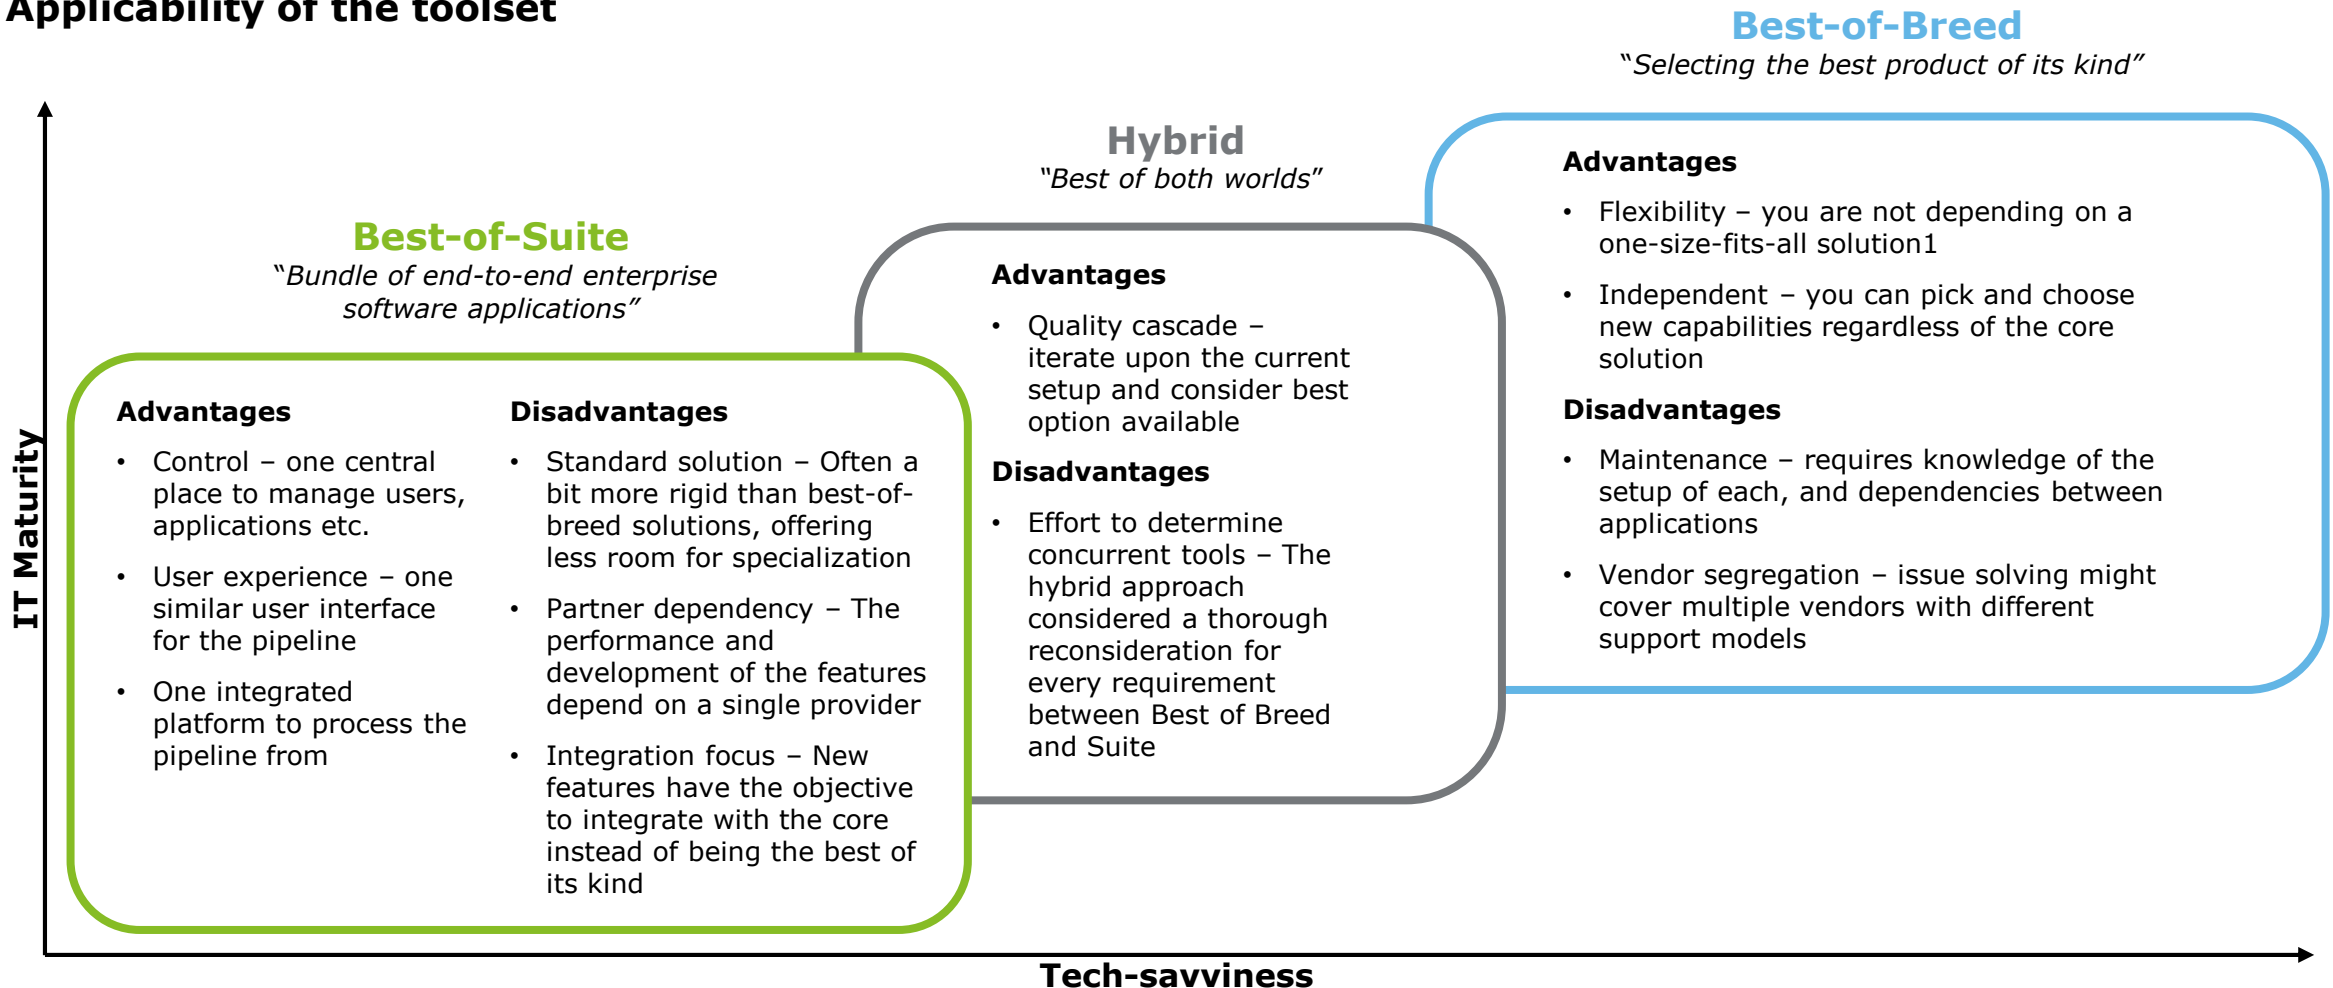 Applicability of the toolset
Best-of-Breed
“Selecting the best product of its kind”
Hybrid
“Best of both worlds”
Best-of-Suite
“Bundle of end-to-end enterprise
software applications”
IT Maturity
Advantages
• Control – one central
place to manage users,
applications etc.
• User experience – one
similar user interface
for the pipeline
• One integrated
platform to process the
pipeline from
Disadvantages
• Standard solution – Often a
bit more rigid than best-of-
breed solutions, offering
less room for specialization
• Partner dependency – The
performance and
development of the features
depend on a single provider
• Integration focus – New
features have the objective
to integrate with the core
instead of being the best of
its kind
Advantages
• Quality cascade –
iterate upon the current
setup and consider best
option available
Disadvantages
• Effort to determine
concurrent tools – The
hybrid approach
considered a thorough
reconsideration for
every requirement
between Best of Breed
and Suite
Advantages
• Flexibility – you are not depending on a
one-size-fits-all solution1
• Independent – you can pick and choose
new capabilities regardless of the core
solution
Disadvantages
• Maintenance – requires knowledge of the
setup of each, and dependencies between
applications
• Vendor segregation – issue solving might
cover multiple vendors with different
support models
Tech-savviness